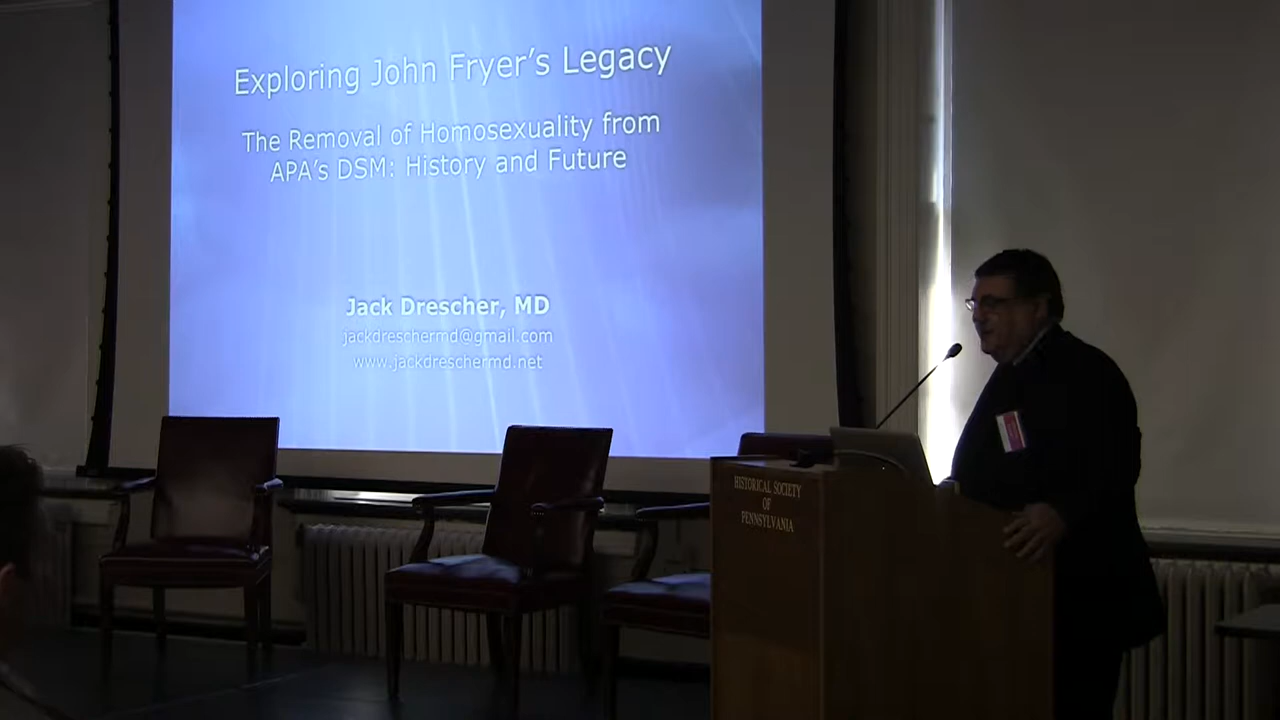 Exploring John Fryer's Legacy
The Removal of Homosexuality from
APA's DSM: History and Future
Jack Drescher, MD
jackdreschermd@gmail.com
www.jackdreschermd.net
HISTORICAL SOCIETY
OF
PENNSYLVANIA